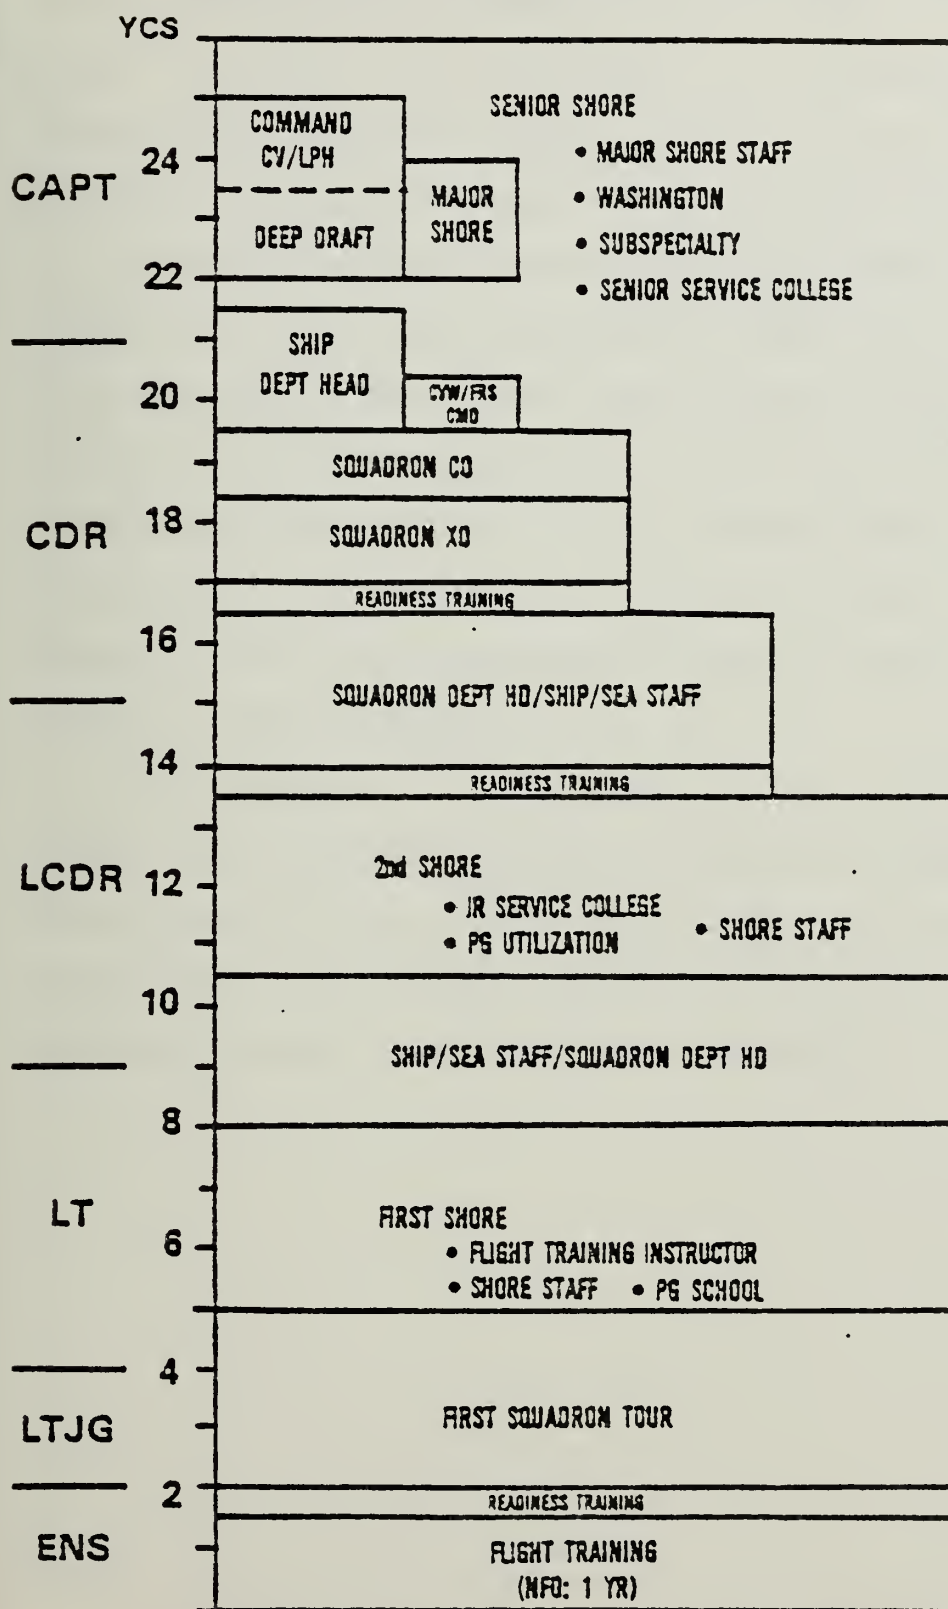 YCS
COMMAND
CV/LPH
DEEP DRAFT
MAJOR
SHORE
SENIOR SHORE
• MAJOR SHORE STAFF
• WASHINGTON
• SUBSPECIALTY
• SENIOR SERVICE COLLEGE
CAPT
24
22
SHIP
DEPT HEAD
CVW/FRS
CMD
20
SQUADRON CO
CDR
18
SQUADRON XO
READINESS TRAINING
16
SQUADRON DEPT HD/SHIP/SEA STAFF
14
READINESS TRAINING
LCDR
12
2nd SHORE
• JR SERVICE COLLEGE
• PG UTILIZATION
• SHORE STAFF
10
SHIP/SEA STAFF/SQUADRON DEPT HD
8
LT
FIRST SHORE
6
• FLIGHT TRAINING INSTRUCTOR
• SHORE STAFF • PG SCHOOL
4
LTJG
FIRST SQUADRON TOUR
2
READINESS TRAINING
ENS
FLIGHT TRAINING
(NFO: 1 YR)